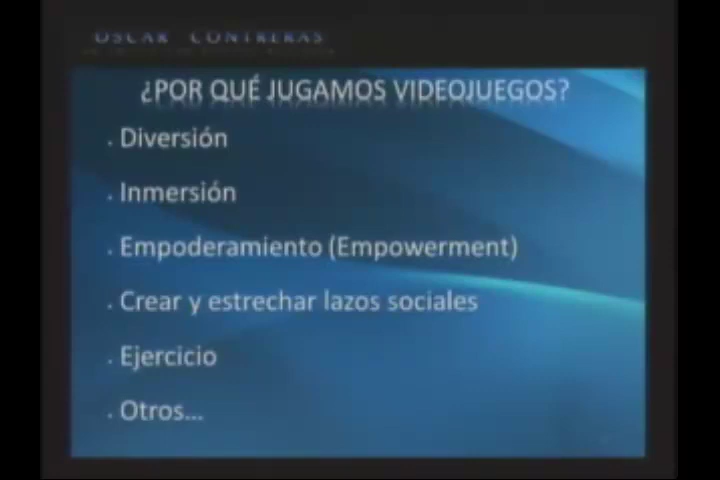 OSCAR CONTRERAS
¿POR QUÉ JUGAMOS VIDEOJUEGOS?
. Diversión
. Inmersión
. Empoderamiento (Empowerment)
. Crear y estrechar lazos sociales
. Ejercicio
. Otros...